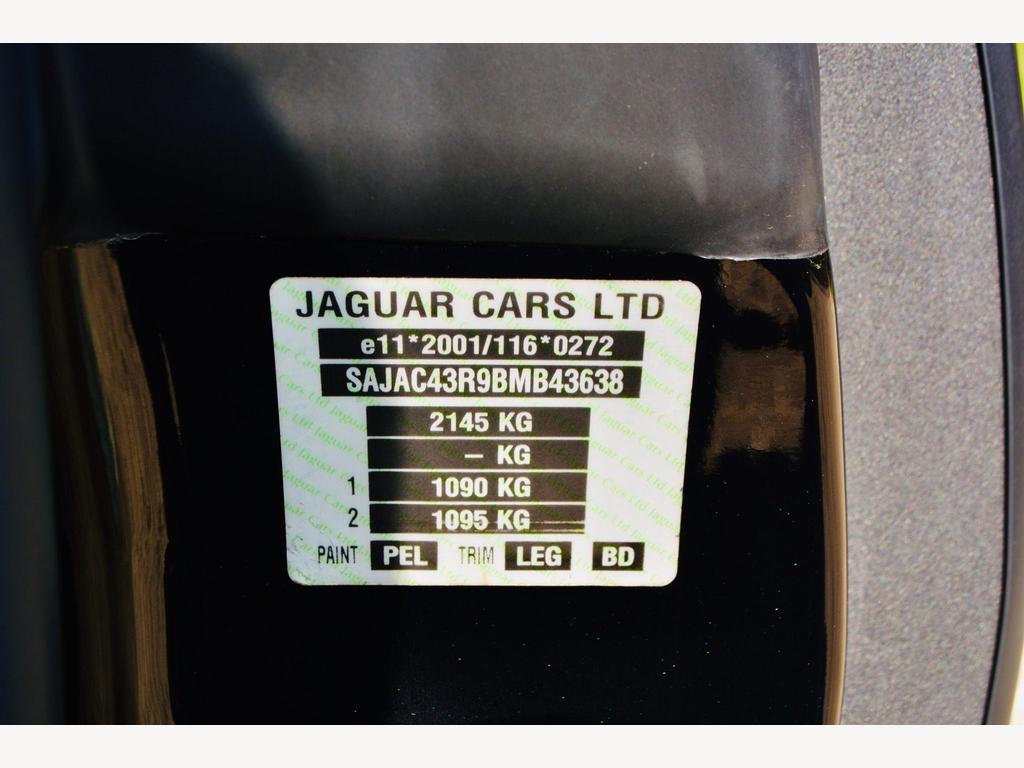 JAGUAR CARS LTD
e11*2001/116*0272
SAJAC43R9BMB43638
2145 KG
– KG
1 1090 KG
2 1095 KG
PAINT PEL TRIM LEG BD